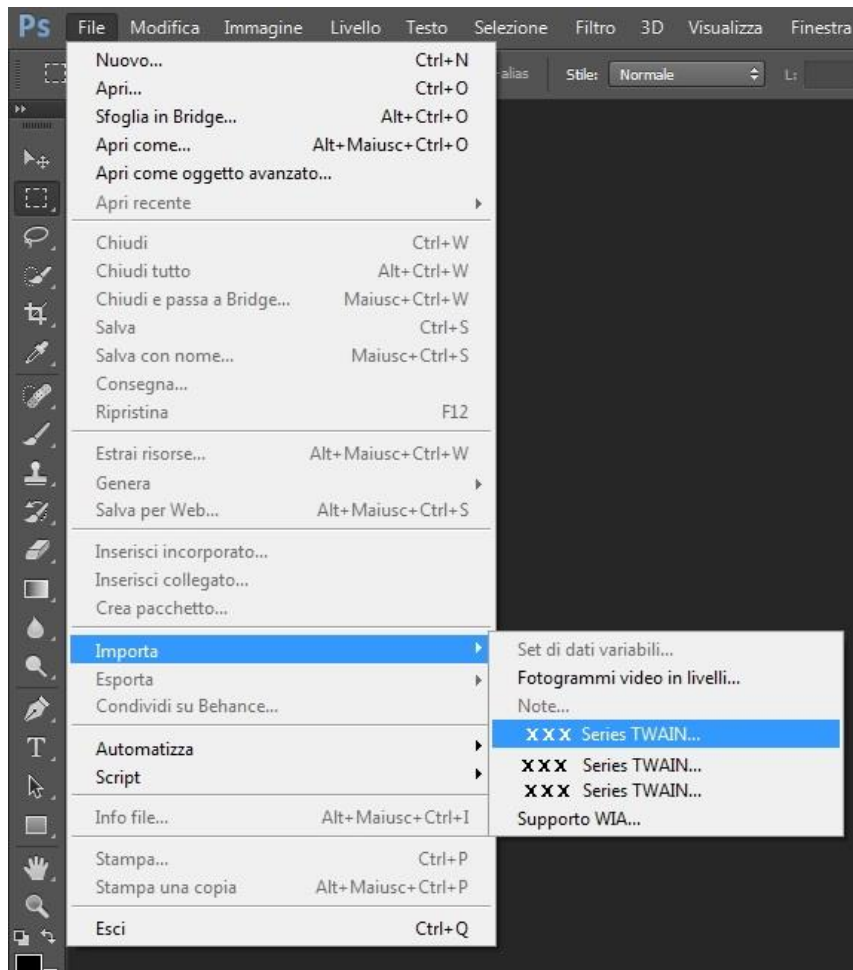 Ps File Modifica Immagine Livello Testo Selezione Filtro 3D Visualizza Finestra
-alias Stile: Normale L:
Nuovo... Ctrl+N
Apri... Ctrl+O
Sfoglia in Bridge... Alt+Ctrl+O
Apri come... Alt+Maiusc+Ctrl+O
Apri come oggetto avanzato...
Apri recente
Chiudi Ctrl+W
Chiudi tutto Alt+Ctrl+W
Chiudi e passa a Bridge... Maiusc+Ctrl+W
Salva Ctrl+S
Salva con nome... Maiusc+Ctrl+S
Consegna...
Ripristina F12
Estrai risorse... Alt+Maiusc+Ctrl+W
Genera
Salva per Web... Alt+Maiusc+Ctrl+S
Inserisci incorporato...
Inserisci collegato...
Crea pacchetto...
Importa
Esporta
Condividi su Behance...
Automatizza
Script
Info file... Alt+Maiusc+Ctrl+I
Stampa... Ctrl+P
Stampa una copia Alt+Maiusc+Ctrl+P
Esci Ctrl+Q
Set di dati variabili...
Fotogrammi video in livelli...
Note...
XXX Series TWAIN...
XXX Series TWAIN...
XXX Series TWAIN...
Supporto WIA...